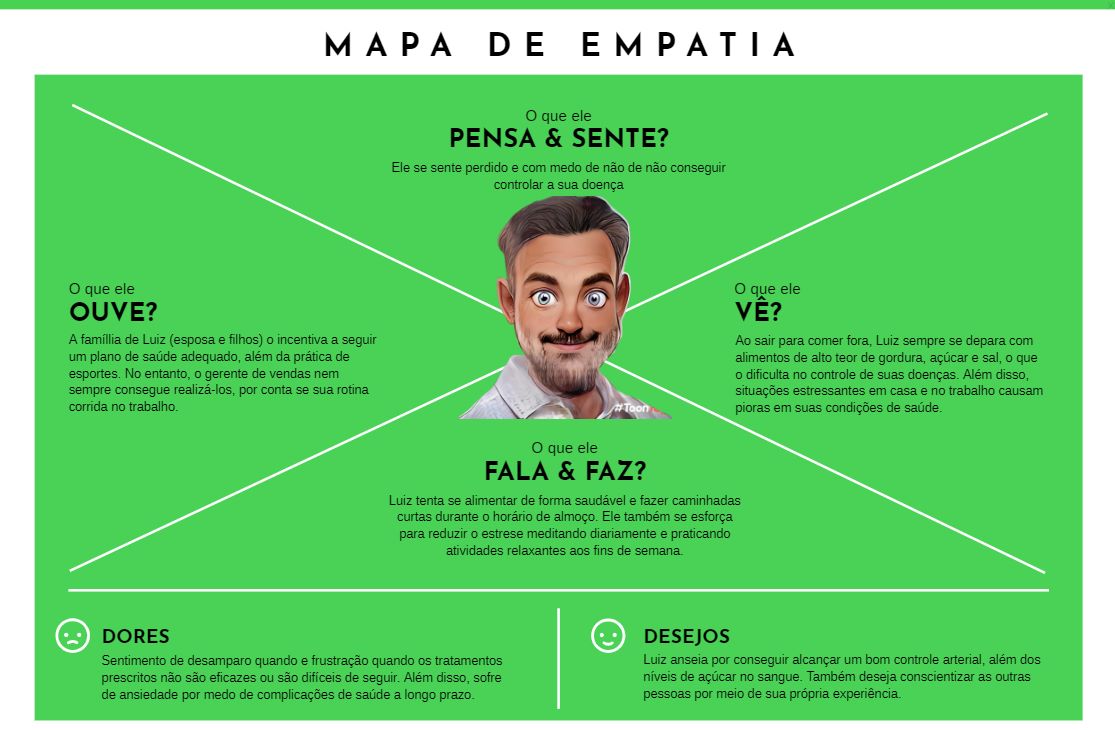 MAPA DE EMPATIA
O que ele
PENSA & SENTE?
Ele se sente perdido e com medo de não de não conseguir
controlar a sua doença
O que ele
OUVE?
A famíllia de Luiz (esposa e filhos) o incentiva a seguir
um plano de saúde adequado, além da prática de
esportes. No entanto, o gerente de vendas nem
sempre consegue realizá-los, por conta se sua rotina
corrida no trabalho.
O que ele
VÊ?
Ao sair para comer fora, Luiz sempre se depara com
alimentos de alto teor de gordura, açúcar e sal, o que
o dificulta no controle de suas doenças. Além disso,
situações estressantes em casa e no trabalho causam
pioras em suas condições de saúde.
#Toon
O que ele
FALA & FAZ?
Luiz tenta se alimentar de forma saudável e fazer caminhadas
curtas durante o horário de almoço. Ele também se esforça
para reduzir o estrese meditando diariamente e praticando
atividades relaxantes aos fins de semana.
DORES
Sentimento de desamparo quando e frustração quando os tratamentos
prescritos não são eficazes ou são difíceis de seguir. Além disso, sofre
de ansiedade por medo de complicações de saúde a longo prazo.
DESEJOS
Luiz anseia por conseguir alcançar um bom controle arterial, além dos
níveis de açúcar no sangue. Também deseja conscientizar as outras
pessoas por meio de sua própria experiência.